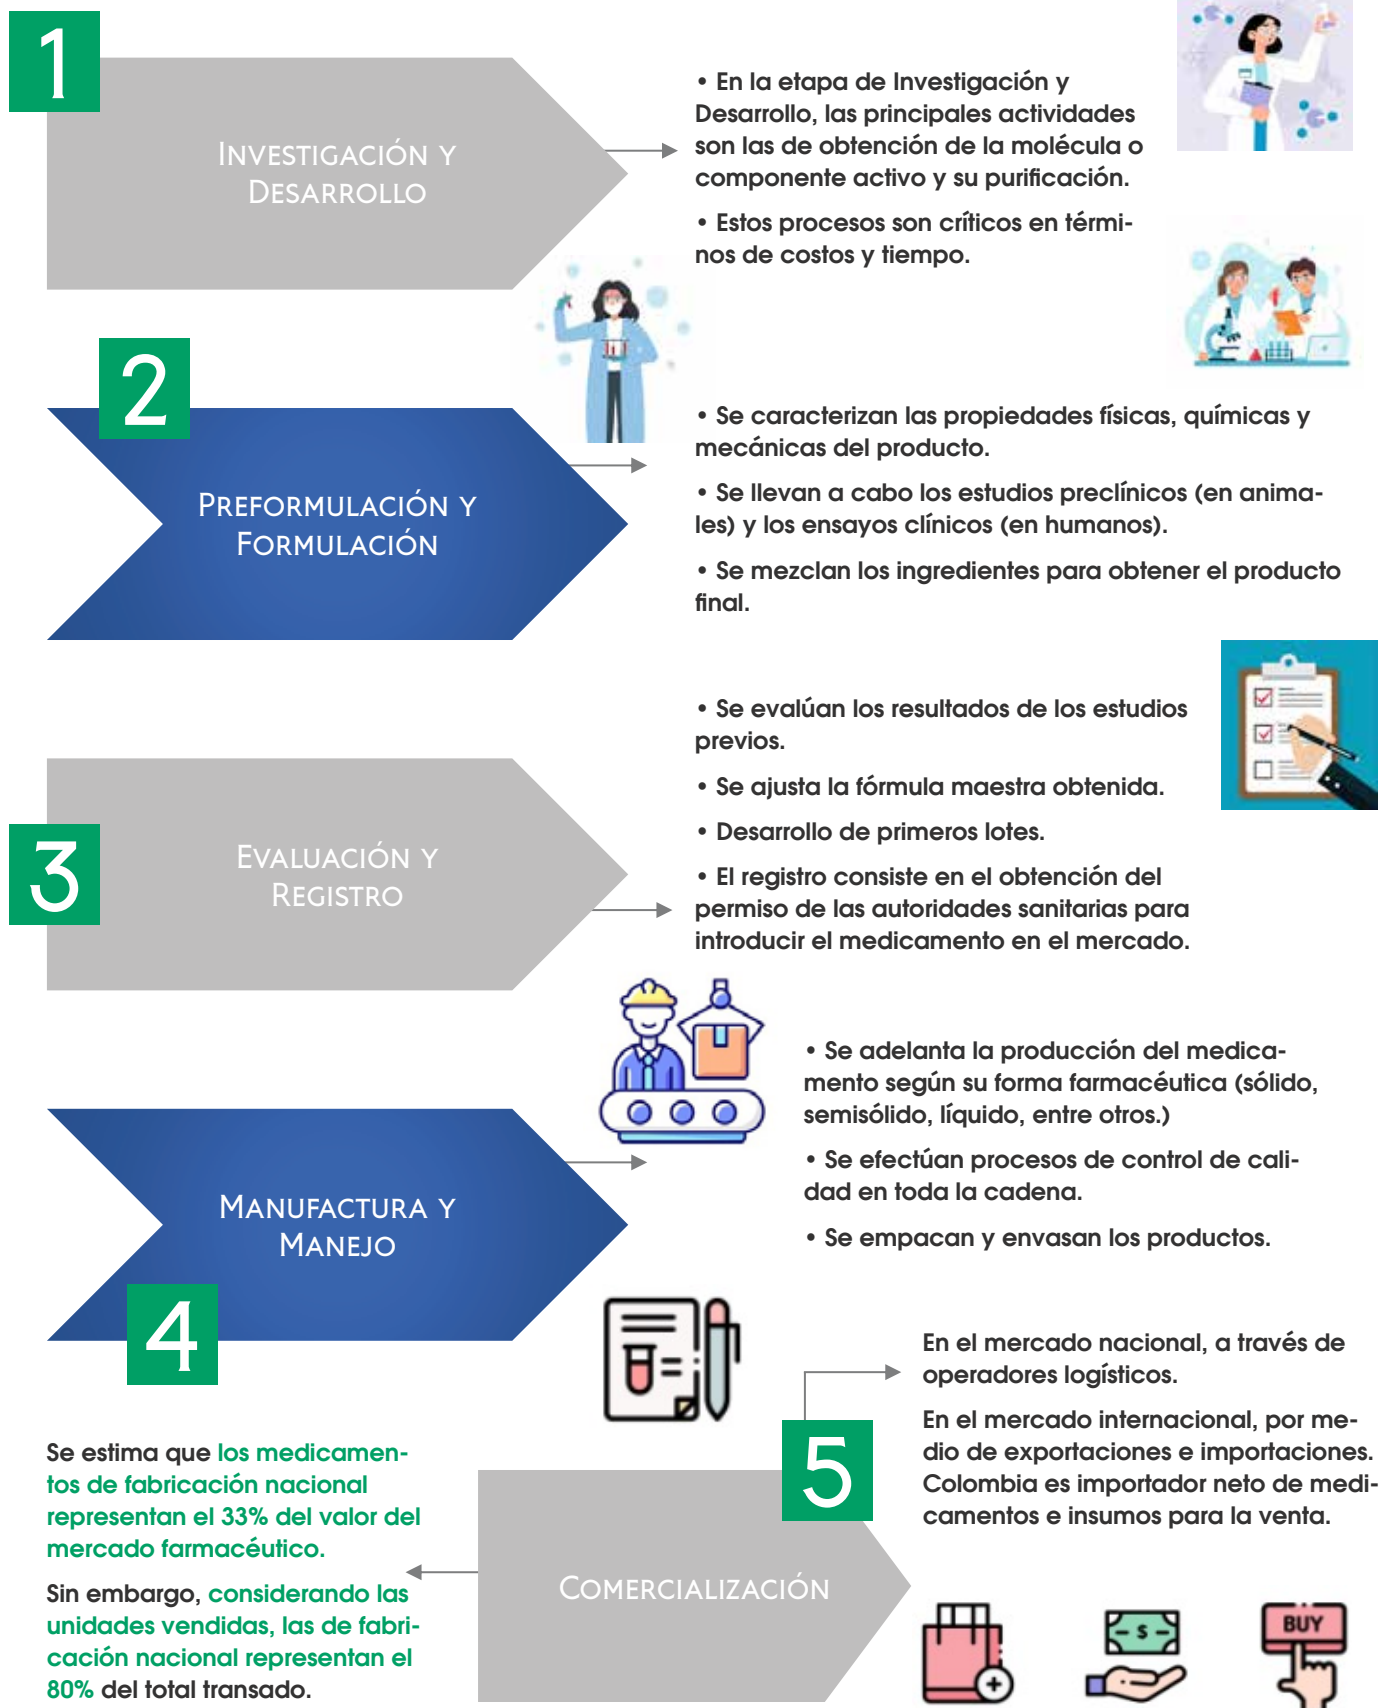 1
INVESTIGACIÓN Y
DESARROLLO
• En la etapa de Investigación y
Desarrollo, las principales actividades
son las de obtención de la molécula o
componente activo y su purificación.
• Estos procesos son críticos en térmi-
nos de costos y tiempo.
2
PREFORMULACIÓN Y
FORMULACIÓN
• Se caracterizan las propiedades físicas, químicas y
mecánicas del producto.
• Se llevan a cabo los estudios preclínicos (en anima-
les) y los ensayos clínicos (en humanos).
• Se mezclan los ingredientes para obtener el producto
final.
3
EVALUACIÓN Y
REGISTRO
• Se evalúan los resultados de los estudios
previos.
• Se ajusta la fórmula maestra obtenida.
• Desarrollo de primeros lotes.
• El registro consiste en el obtención del
permiso de las autoridades sanitarias para
introducir el medicamento en el mercado.
4
MANUFACTURA Y
MANEJO
• Se adelanta la producción del medica-
mento según su forma farmacéutica (sólido,
semisólido, líquido, entre otros.)
• Se efectúan procesos de control de cali-
dad en toda la cadena.
• Se empacan y envasan los productos.
5
COMERCIALIZACIÓN
En el mercado nacional, a través de
operadores logísticos.
En el mercado internacional, por me-
dio de exportaciones e importaciones.
Colombia es importador neto de medi-
camentos e insumos para la venta.
Se estima que los medicamen-
tos de fabricación nacional
representan el 33% del valor del
mercado farmacéutico.
Sin embargo, considerando las
unidades vendidas, las de fabri-
cación nacional representan el
80% del total transado.
$
BUY